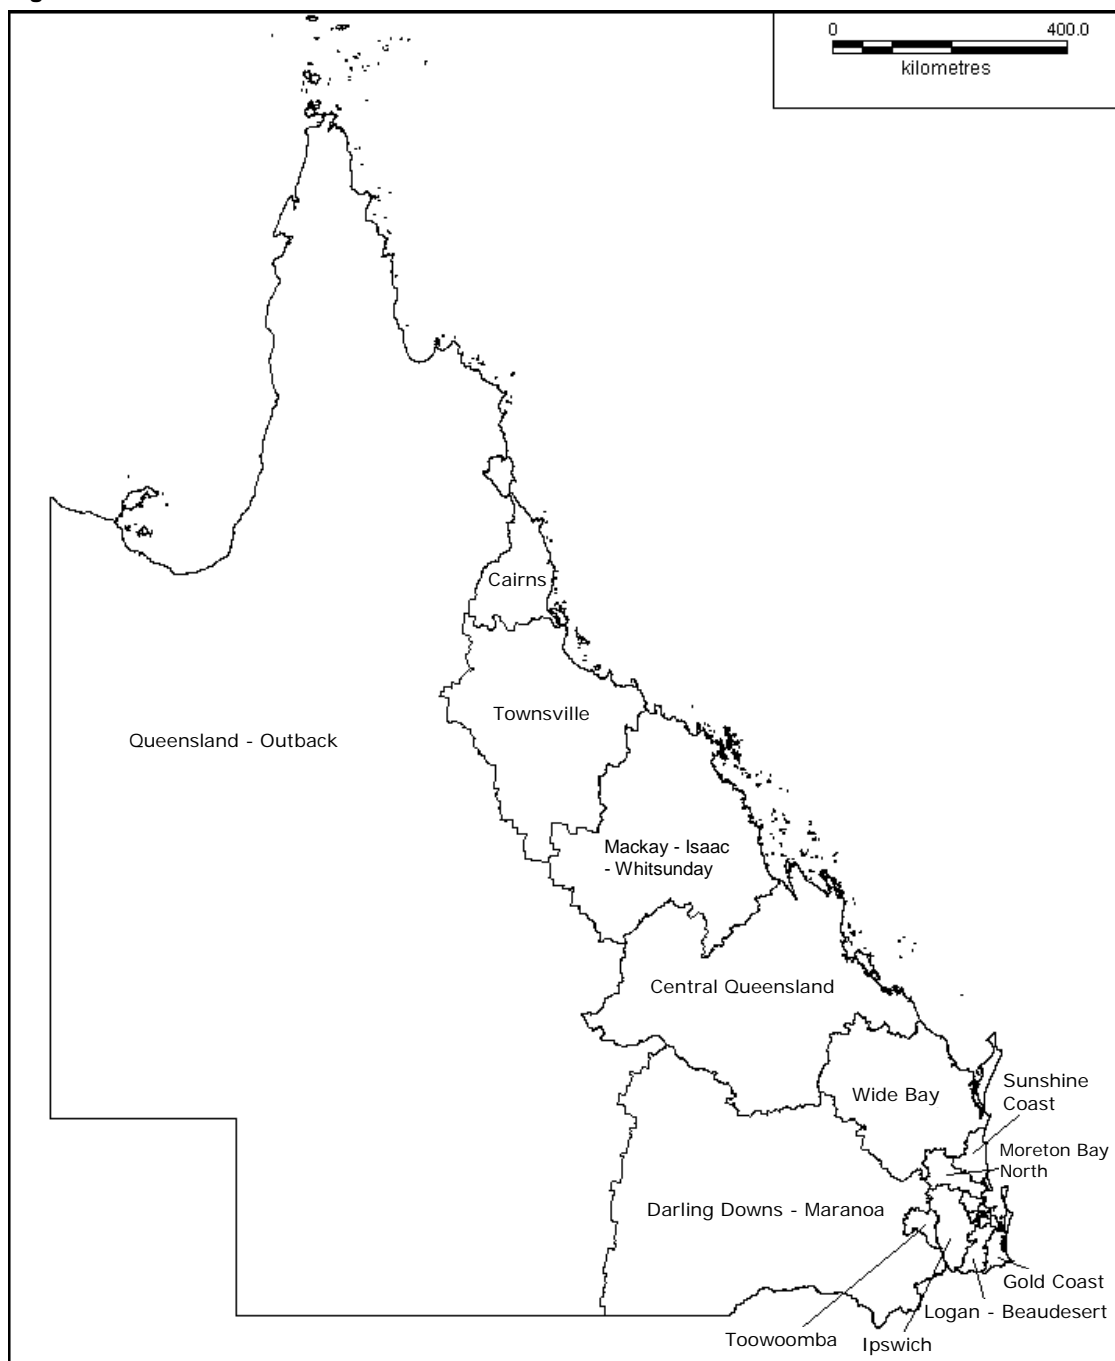 0 400.0
kilometres
Cairns
Townsville
Queensland - Outback
Mackay - Isaac
- Whitsunday
Central Queensland
Wide Bay
Sunshine
Coast
Moreton Bay
North
Darling Downs - Maranoa
Gold Coast
Logan - Beaudesert
Toowoomba
Ipswich